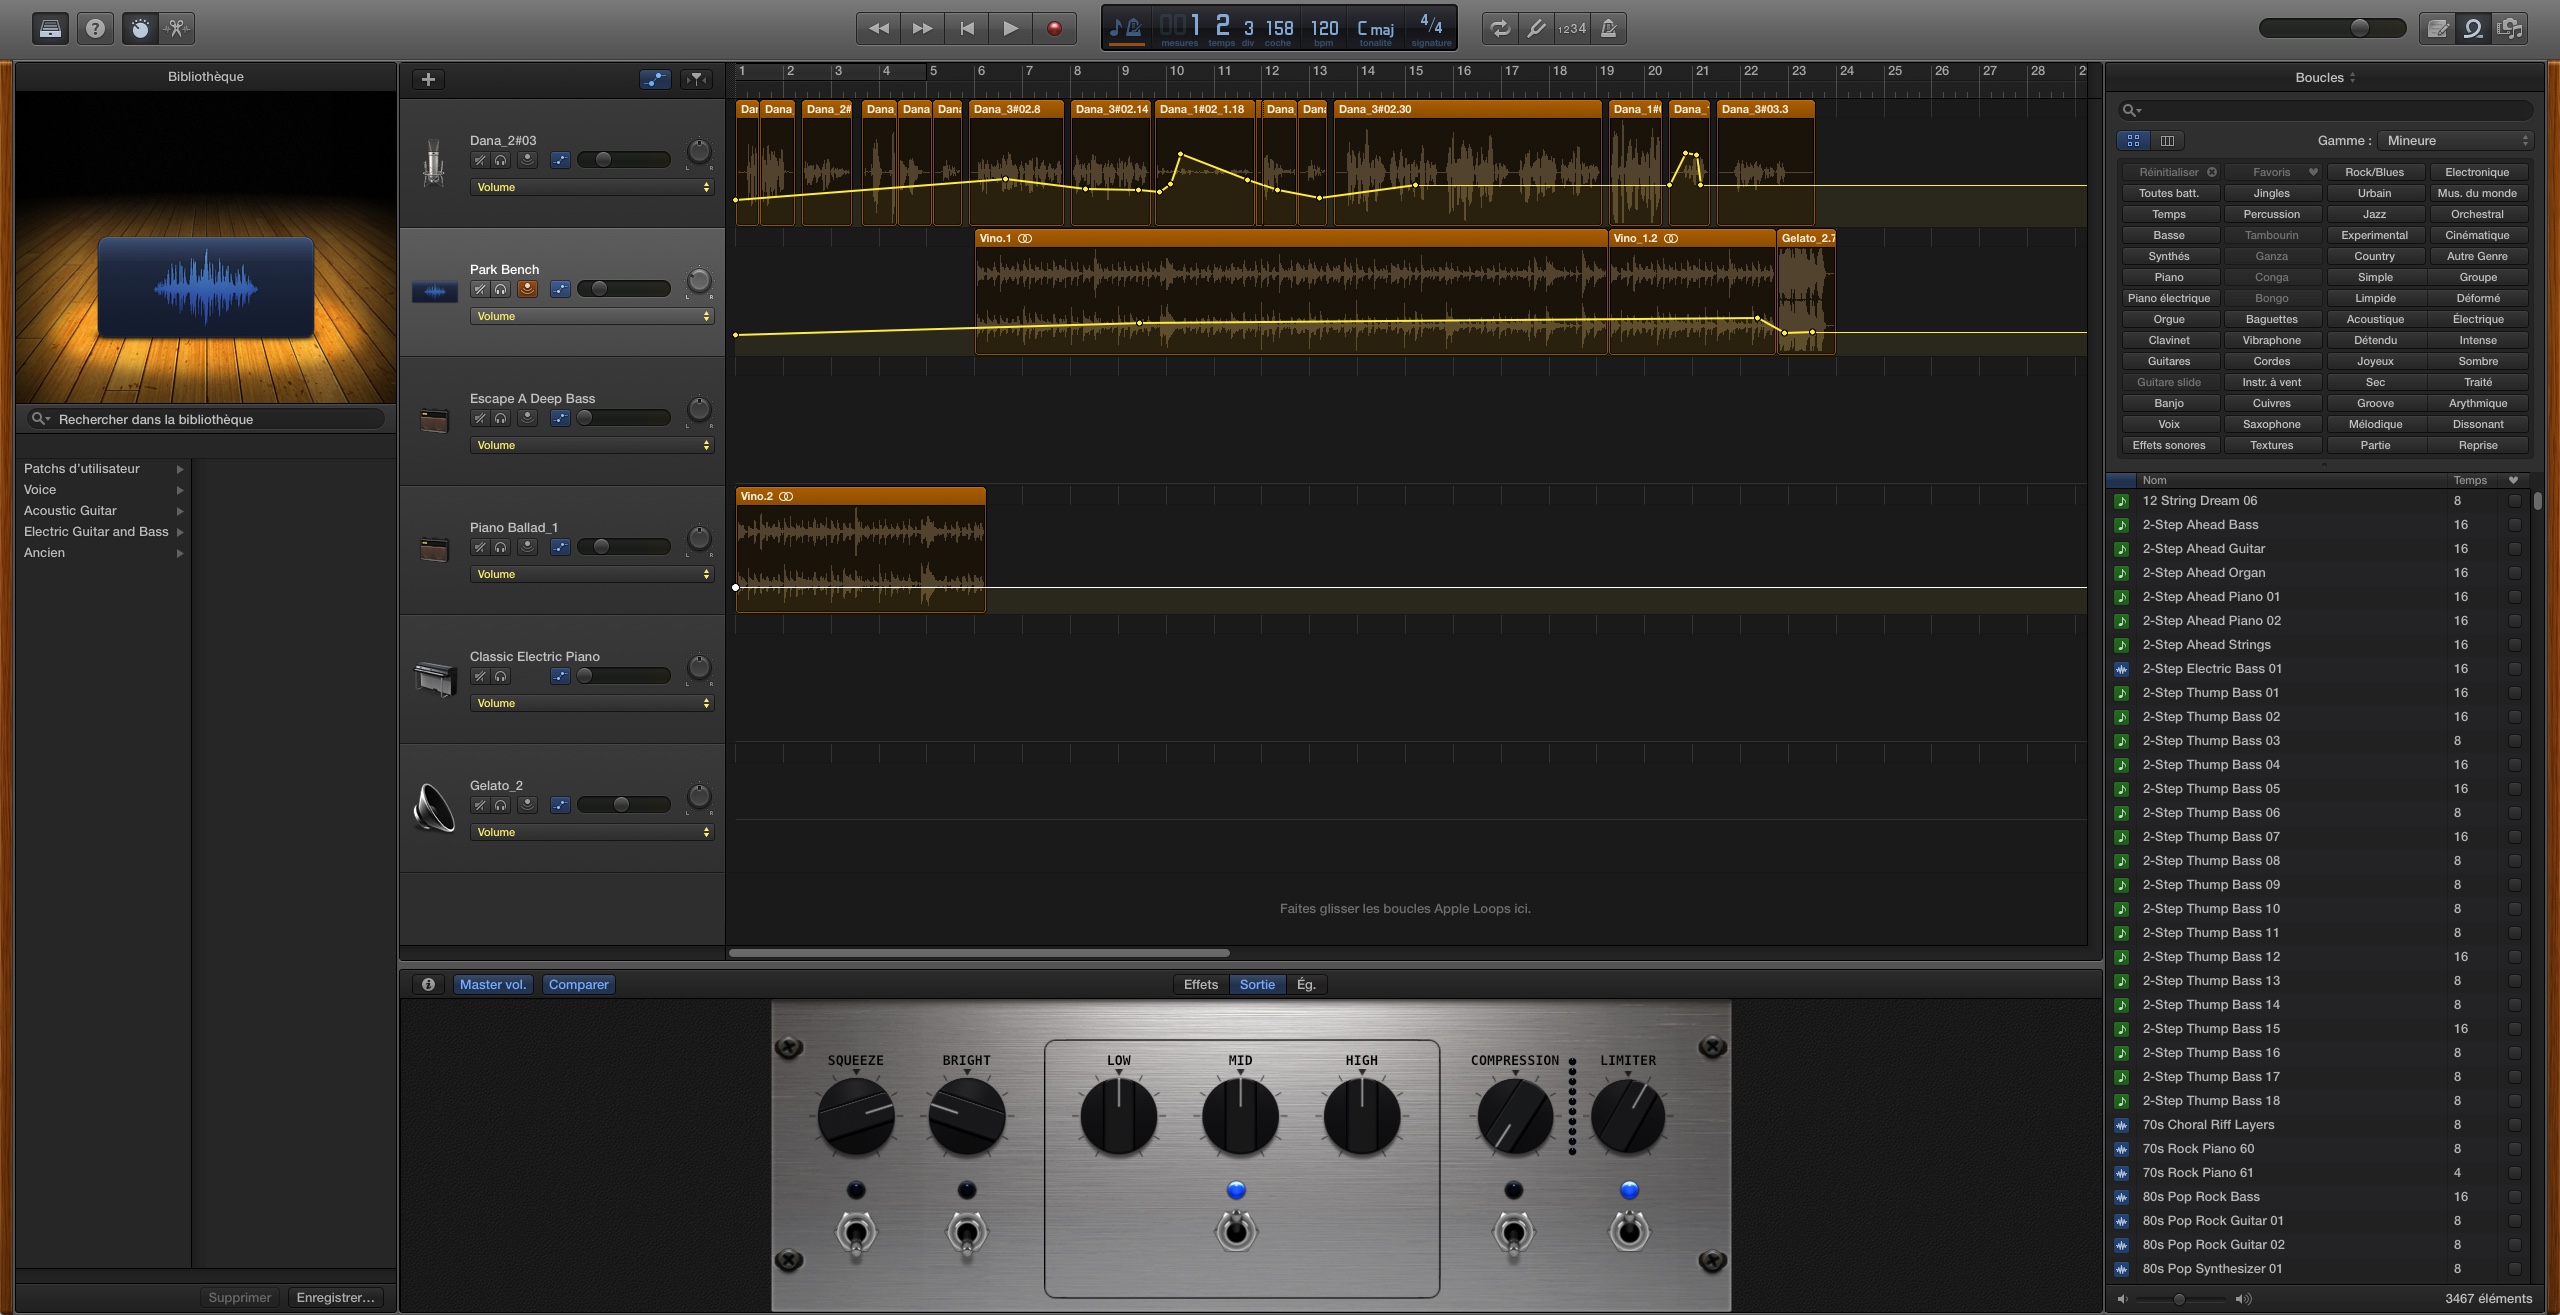 1 2 3 158 120 C maj 4/4 1234
mesures temps div coche bpm tonalité signature
Bibliothèque
1 2 3 4 5 6 7 8 9 10 11 12 13 14 15 16 17 18 19 20 21 22 23 24 25 26 27 28
Rechercher dans la bibliothèque
Patchs d'utilisateur
Voice
Acoustic Guitar
Electric Guitar and Bass
Ancien
Supprimer Enregistrer…
Dana_2#03
Volume
Park Bench
Volume
Escape A Deep Bass
Volume
Piano Ballad_1
Volume
Classic Electric Piano
Volume
Gelato_2
Volume
Dana Dana_2# Dana Dana Dana_3#02.8 Dana_3#02.14 Dana_1#02_1.18 Dana Dana_3#02.30 Dana_1# Dana_ Dana_3#03.3
Vino.1 Vino_1.2 Gelato_2.7
Vino.2
Faites glisser les boucles Apple Loops ici.
Master vol. Comparer
Effets Sortie Ég.
SQUEEZE BRIGHT LOW MID HIGH COMPRESSION LIMITER
Boucles
Gamme : Mineure
Réinitialiser Favoris Rock/Blues Electronique
Toutes batt. Jingles Urbain Mus. du monde
Temps Percussion Jazz Orchestral
Basse Tambourin Experimental Cinématique
Synthés Ganza Country Autre Genre
Piano Conga Simple Groupe
Piano électrique Bongo Limpide Déformé
Orgue Baguettes Acoustique Électrique
Clavinet Vibraphone Détendu Intense
Guitares Cordes Joyeux Sombre
Guitare slide Instr. à vent Sec Traité
Banjo Cuivres Groove Arythmique
Voix Saxophone Mélodique Dissonant
Effets sonores Textures Partie Reprise
Nom Temps
12 String Dream 06 8
2-Step Ahead Bass 16
2-Step Ahead Guitar 16
2-Step Ahead Organ 16
2-Step Ahead Piano 01 16
2-Step Ahead Piano 02 16
2-Step Ahead Strings 16
2-Step Electric Bass 01 16
2-Step Thump Bass 01 16
2-Step Thump Bass 02 16
2-Step Thump Bass 03 8
2-Step Thump Bass 04 16
2-Step Thump Bass 05 16
2-Step Thump Bass 06 8
2-Step Thump Bass 07 16
2-Step Thump Bass 08 8
2-Step Thump Bass 09 8
2-Step Thump Bass 10 8
2-Step Thump Bass 11 8
2-Step Thump Bass 12 16
2-Step Thump Bass 13 8
2-Step Thump Bass 14 8
2-Step Thump Bass 15 16
2-Step Thump Bass 16 8
2-Step Thump Bass 17 8
2-Step Thump Bass 18 8
70s Choral Riff Layers 8
70s Rock Piano 60 8
70s Rock Piano 61 4
80s Pop Rock Bass 16
80s Pop Rock Guitar 01 8
80s Pop Rock Guitar 02 8
80s Pop Synthesizer 01 8
3467 éléments